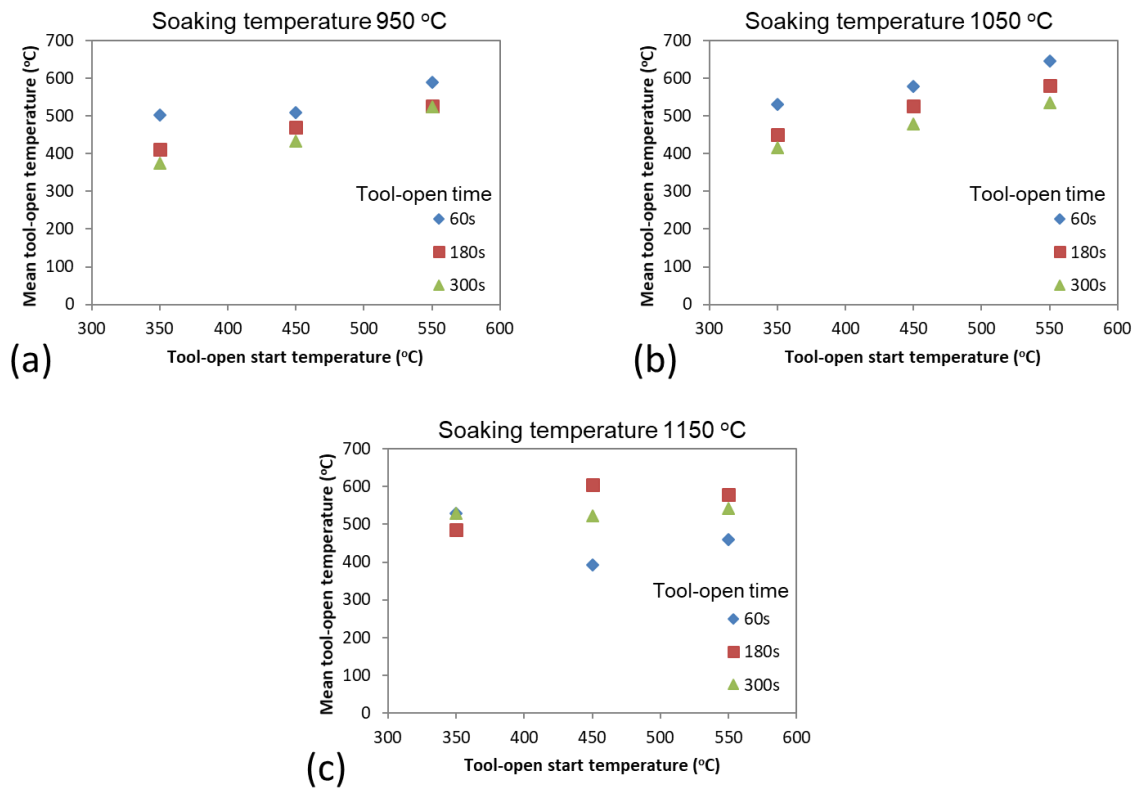 Soaking temperature 950 °C
Mean tool-open temperature (°C)
700
600
500
400
300
200
100
0
Tool-open time
60s
180s
300s
300 350 400 450 500 550 600
Tool-open start temperature (°C)
(a)
Soaking temperature 1050 °C
Mean tool-open temperature (°C)
700
600
500
400
300
200
100
0
Tool-open time
60s
180s
300s
300 350 400 450 500 550 600
Tool-open start temperature (°C)
(b)
Soaking temperature 1150 °C
Mean tool-open temperature (°C)
700
600
500
400
300
200
100
0
Tool-open time
60s
180s
300s
300 350 400 450 500 550 600
Tool-open start temperature (°C)
(c)